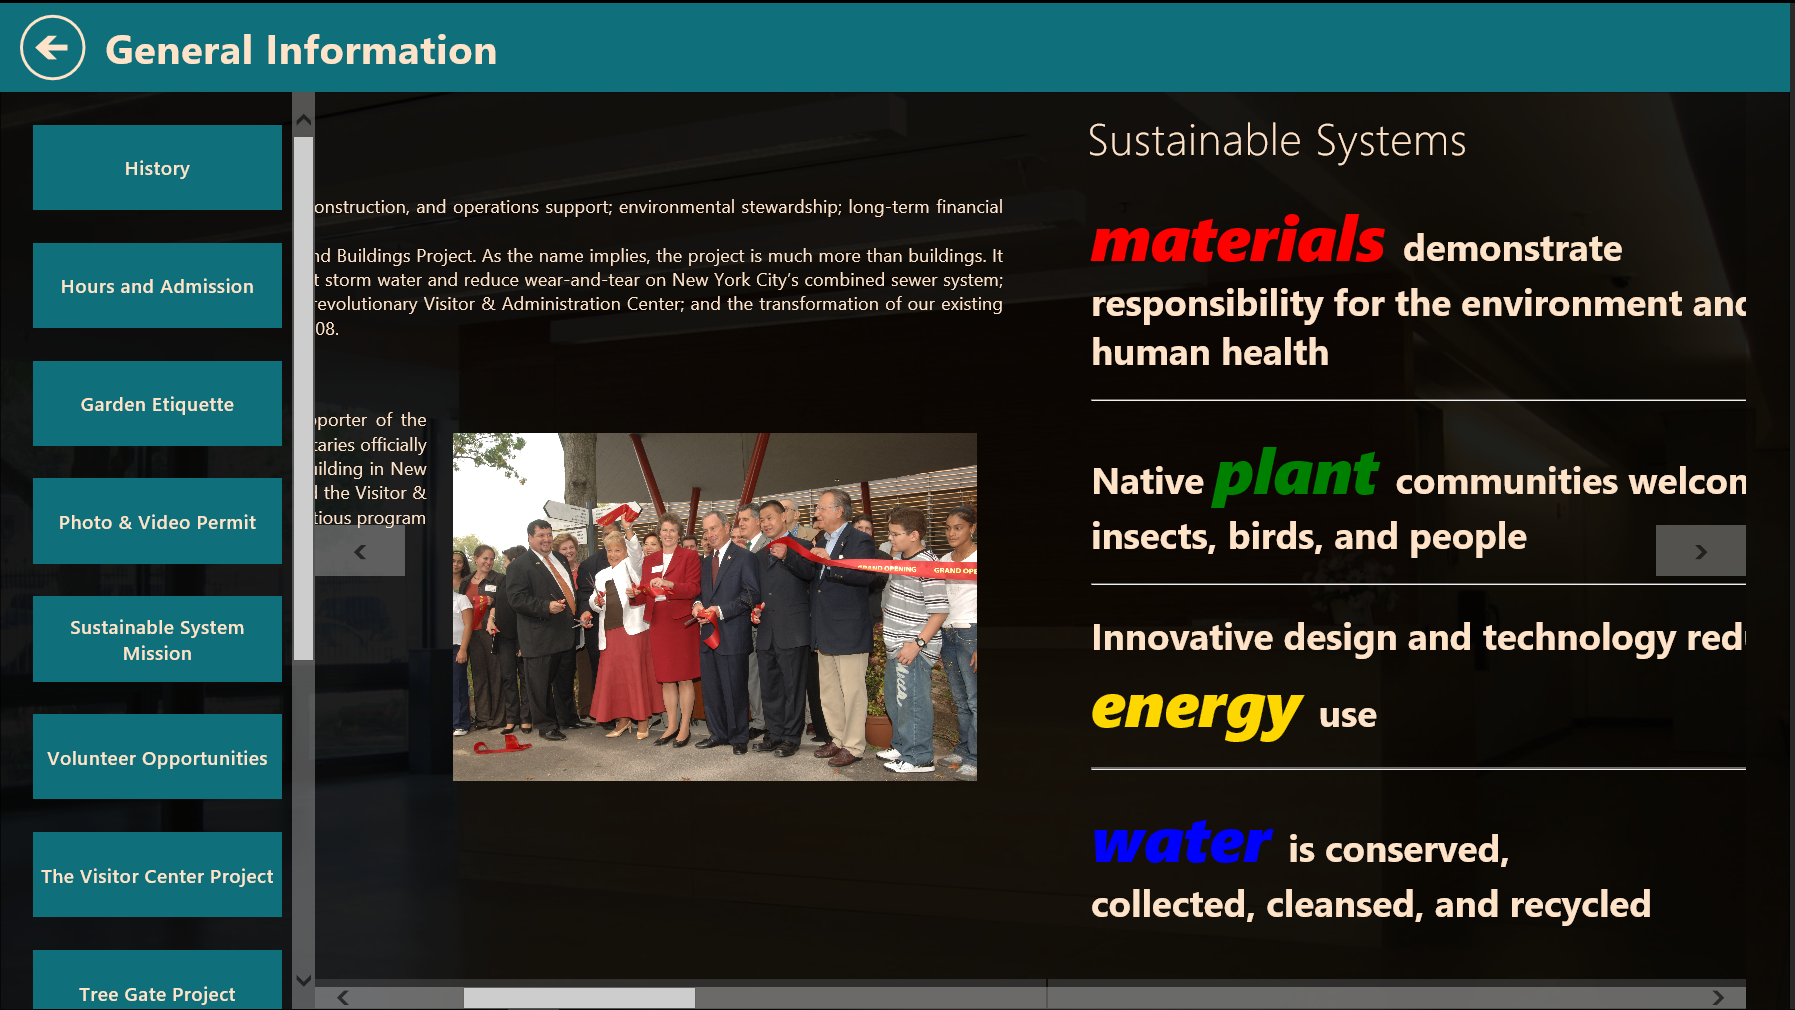 General Information
History
Hours and Admission
Garden Etiquette
Photo & Video Permit
Sustainable System
Mission
Volunteer Opportunities
The Visitor Center Project
Tree Gate Project
onstruction, and operations support; environmental stewardship; long-term financial
nd Buildings Project. As the name implies, the project is much more than buildings. It
t storm water and reduce wear-and-tear on New York City's combined sewer system;
revolutionary Visitor & Administration Center; and the transformation of our existing
08.
pporter of the
taries officially
uilding in New
the Visitor &
tious program
GRAND OPENING GRAND OPE
Sustainable Systems
materials demonstrate
responsibility for the environment and
human health
Native plant communities welcom
insects, birds, and people
Innovative design and technology redu
energy use
water is conserved,
collected, cleansed, and recycled